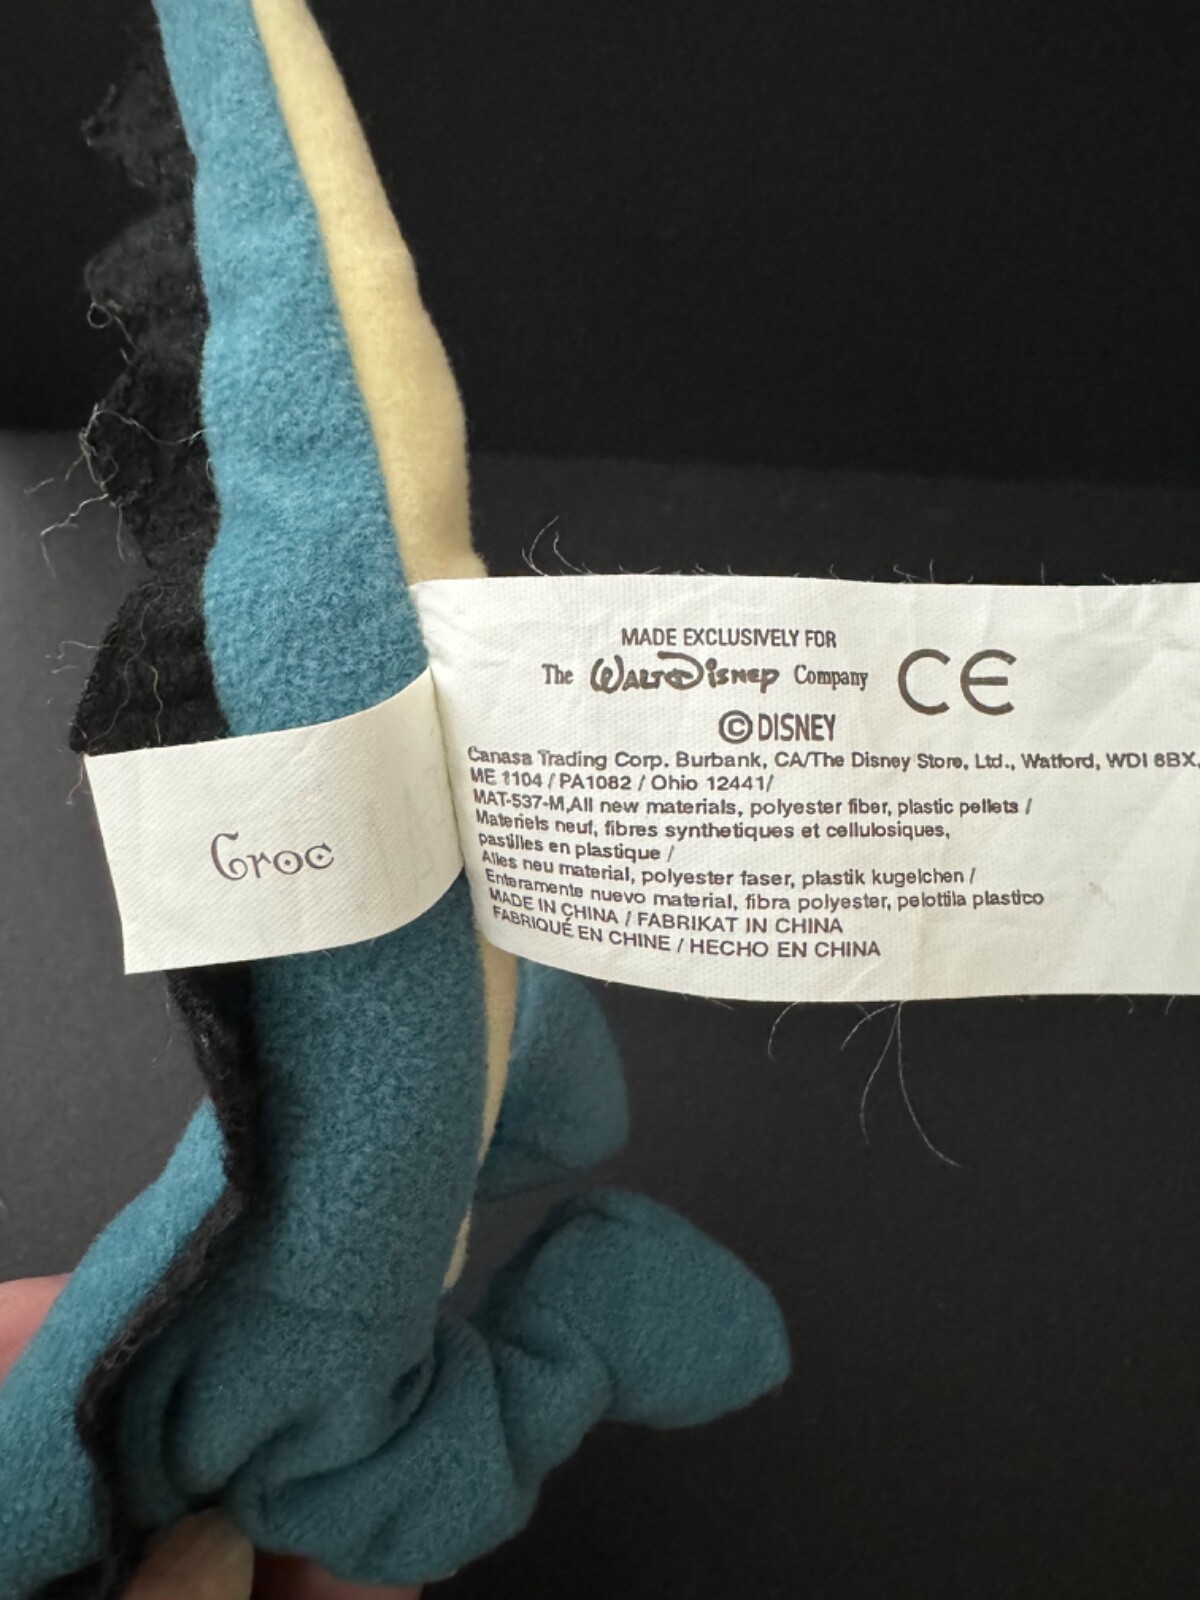 MADE EXCLUSIVELY FOR
The WALT DISNEY Company CE
© DISNEY
Canasa Trading Corp. Burbank, CA/The Disney Store, Ltd., Watford, WDI 8BX,
ME 1104 / PA1082 / Ohio 12441/
MAT-537-M,All new materials, polyester fiber, plastic pellets /
Materiels neuf, fibres synthetiques et cellulosiques,
pastilles en plastique /
Alles neu material, polyester faser, plastik kugelchen /
Enteramente nuevo material, fibra polyester, pelottila plastico
MADE IN CHINA / FABRIKAT IN CHINA
FABRIQUÉ EN CHINE / HECHO EN CHINA
Croc